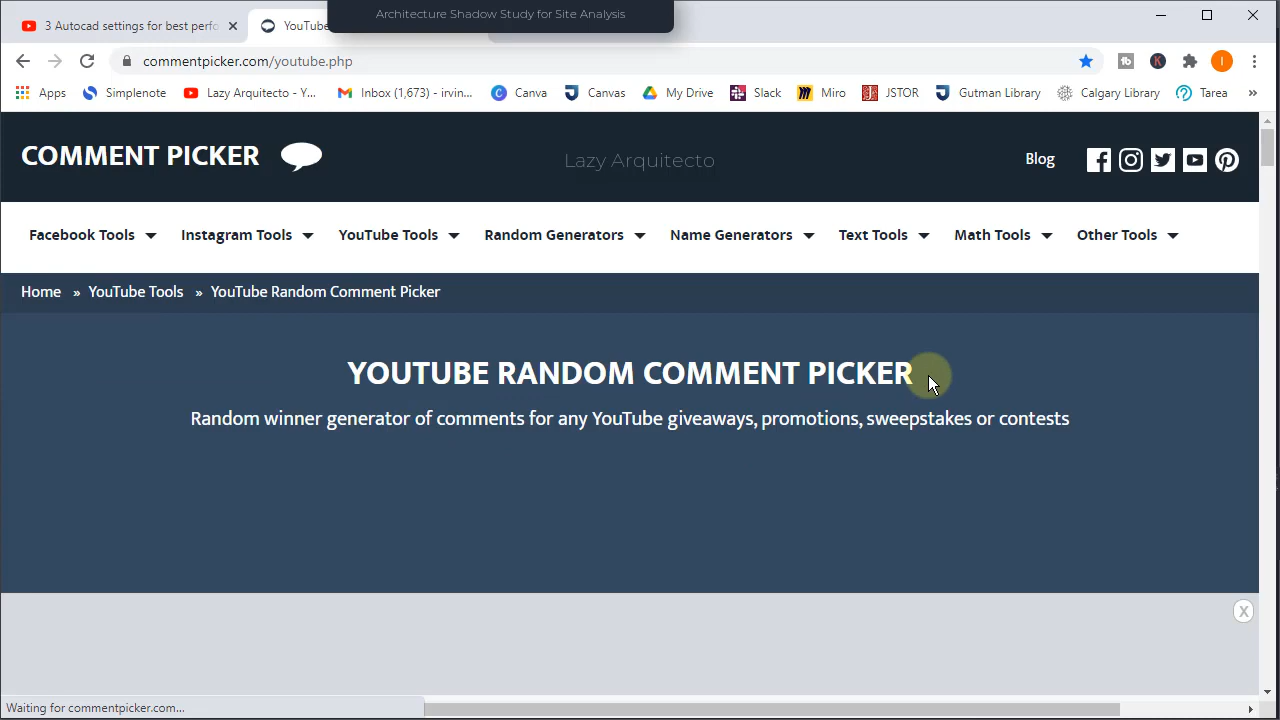 3 Autocad settings for best perfo
YouTube
Architecture Shadow Study for Site Analysis
commentpicker.com/youtube.php
Apps
Simplenote
Lazy Arquitecto - Y...
Inbox (1,673) - irvin...
Canva
Canvas
My Drive
Slack
Miro
JSTOR
Gutman Library
Calgary Library
Tarea
»
COMMENT PICKER
Lazy Arquitecto
Blog
Facebook Tools
Instagram Tools
YouTube Tools
Random Generators
Name Generators
Text Tools
Math Tools
Other Tools
Home » YouTube Tools » YouTube Random Comment Picker
YOUTUBE RANDOM COMMENT PICKER
Random winner generator of comments for any YouTube giveaways, promotions, sweepstakes or contests
X
Waiting for commentpicker.com...